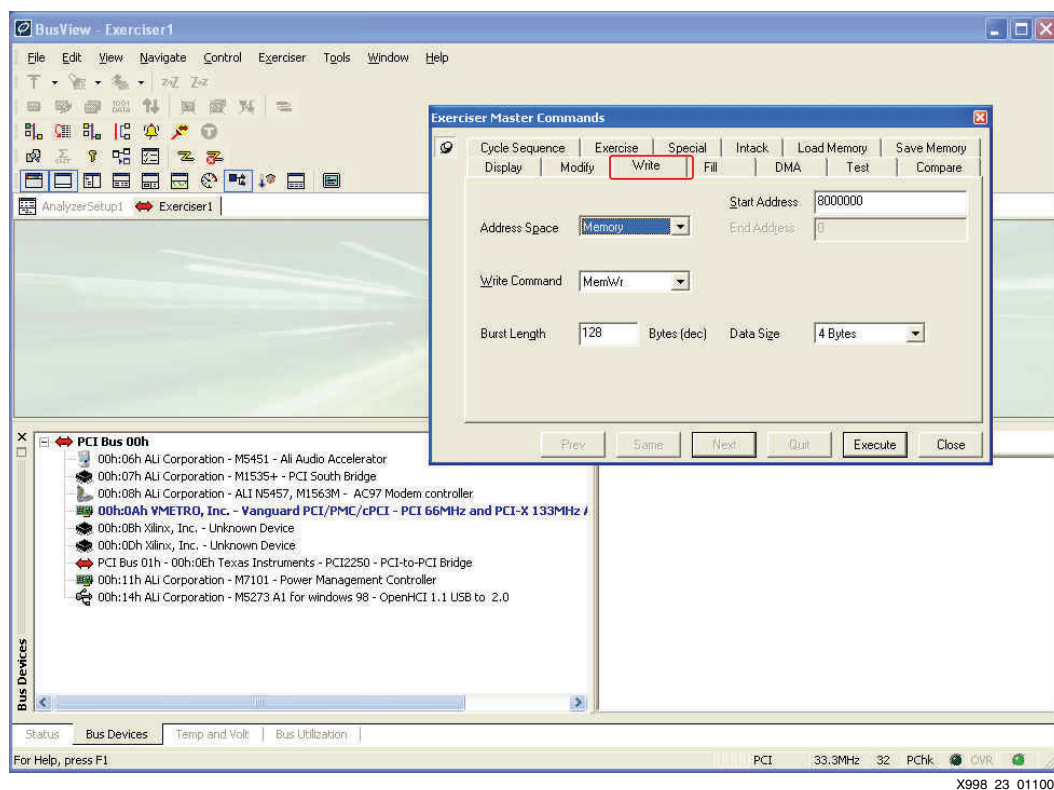 BusView - Exerciser1
File Edit View Navigate Control Exerciser Tools Window Help
AnalyzerSetup1 Exerciser1
Exerciser Master Commands
Cycle Sequence Exercise Special Intack Load Memory Save Memory
Display Modify Write Fill DMA Test Compare
Start Address 8000000
Address Space Memory End Address 0
Write Command MemWr
Burst Length 128 Bytes (dec) Data Size 4 Bytes
Prev Same Next Quit Execute Close
PCI Bus 00h
00h:06h ALi Corporation - M5451 - Ali Audio Accelerator
00h:07h ALi Corporation - M1535+ - PCI South Bridge
00h:08h ALi Corporation - ALI N5457, M1563M - AC97 Modem controller
00h:0Ah VMETRO, Inc. - Vanguard PCI/PMC/cPCI - PCI 66MHz and PCI-X 133MHz
00h:0Bh Xilinx, Inc. - Unknown Device
00h:0Dh Xilinx, Inc. - Unknown Device
PCI Bus 01h - 00h:0Eh Texas Instruments - PCI2250 - PCI-to-PCI Bridge
00h:11h ALi Corporation - M7101 - Power Management Controller
00h:14h ALi Corporation - M5273 A1 for windows 98 - OpenHCI 1.1 USB to 2.0
Bus Devices
Status Bus Devices Temp and Volt Bus Utilization
For Help, press F1 PCI 33.3MHz 32 PChk OVR
X998_23_01100